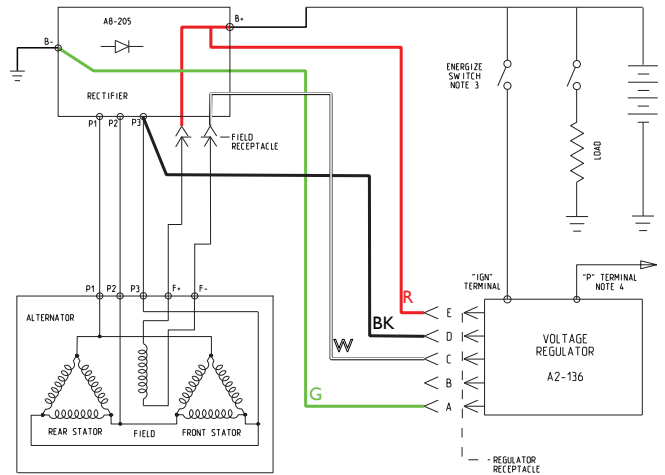 A8-205
B+
B-
RECTIFIER
P1
P2
P3
FIELD
RECEPTACLE
ENERGIZE
SWITCH
NOTE 3
LOAD
P1
P2
P3
F+
F-
ALTERNATOR
REAR STATOR
FIELD
FRONT STATOR
R
BK
W
G
"IGN"
TERMINAL
"P" TERMINAL
NOTE 4
E
D
C
B
A
VOLTAGE
REGULATOR
A2-136
REGULATOR
RECEPTACLE